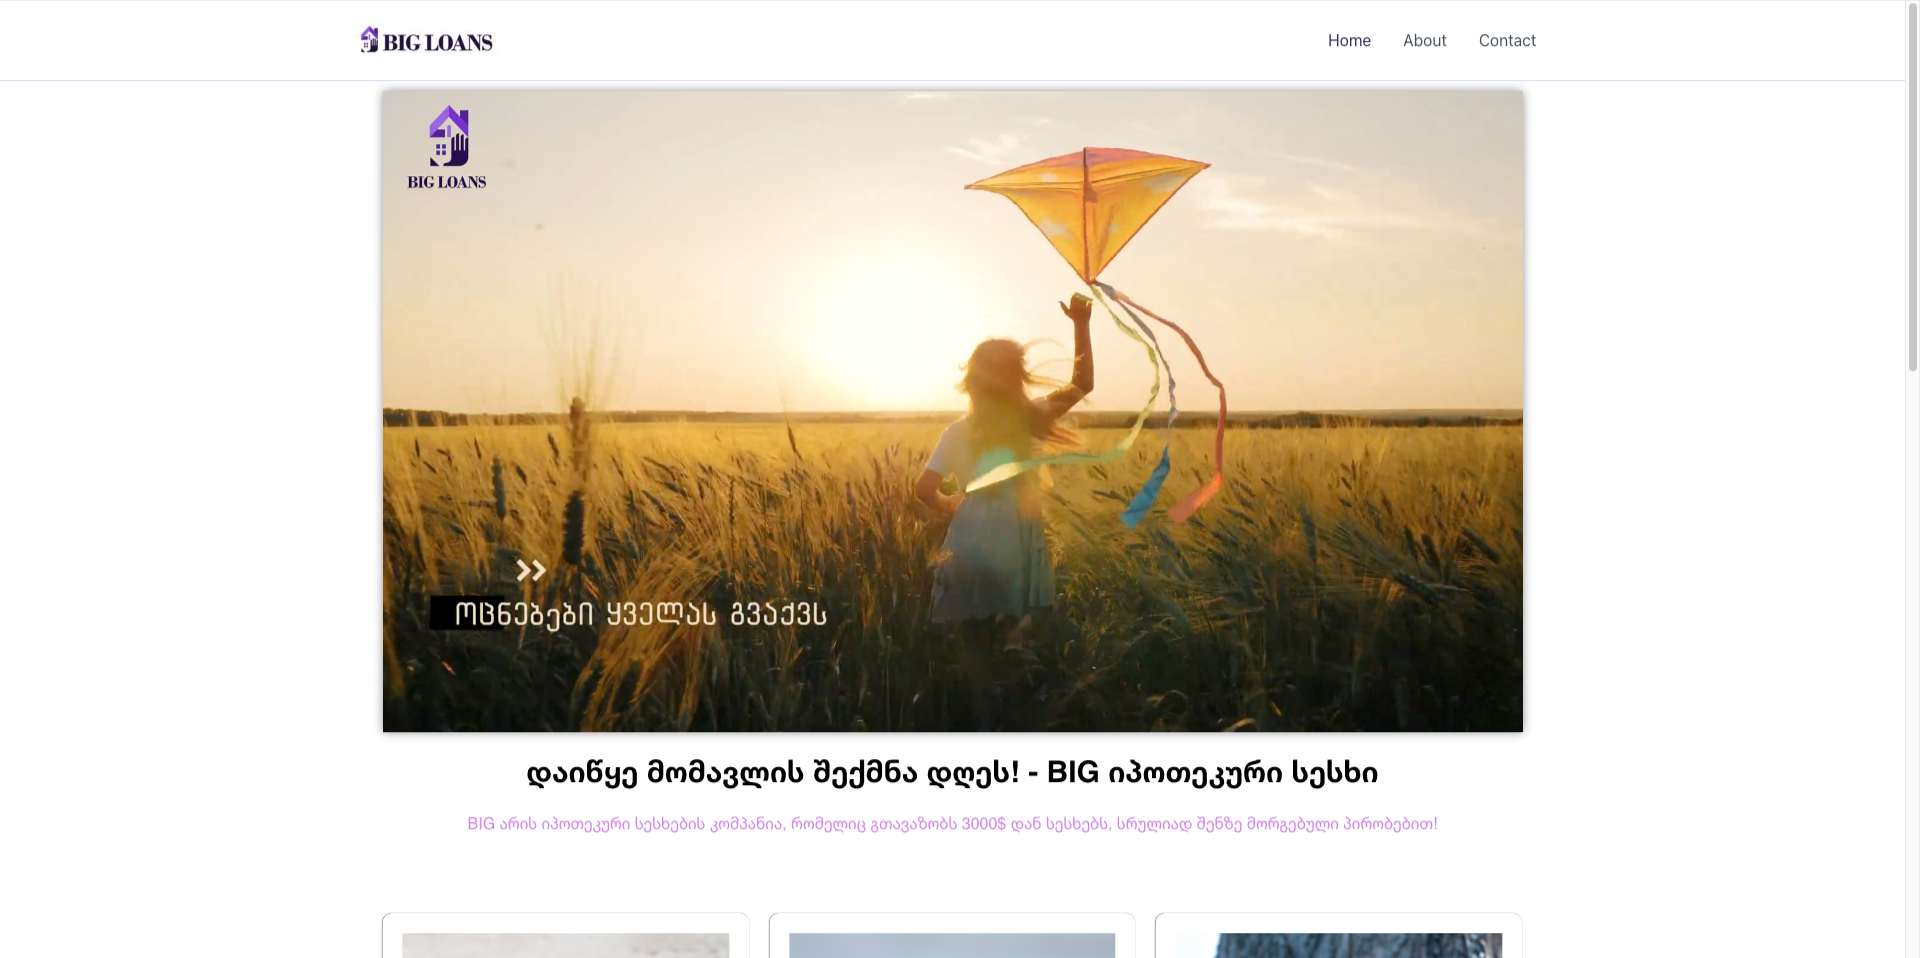 BIG LOANS
Home
About
Contact
BIG LOANS
ოცნებები ყველას გვაქვს
დაიწყე მომავლის შექმნა დღეს! - BIG იპოთეკური სესხი
BIG არის იპოთეკური სესხების კომპანია, რომელიც გთავაზობს 3000$ დან სესხებს, სრულიად შენზე მორგებული პირობებით!